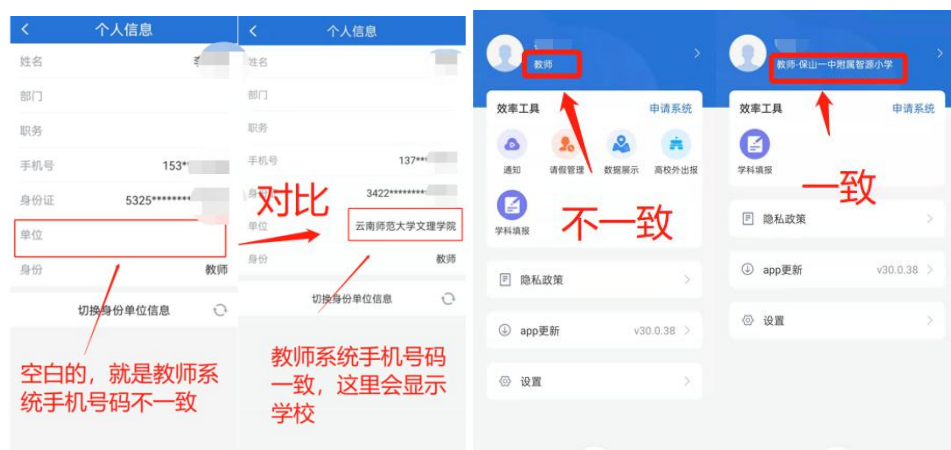 个人信息
姓名
部门
职务
手机号 153*
身份证 5325********
单位
身份 教师
切换身份单位信息
空白的，就是教师系
统手机号码不一致
对比
个人信息
姓名
部门
职务
手机号 137**
3422********
单位 云南师范大学文理学院
身份 教师
切换身份单位信息
教师系统手机号码
一致，这里会显示
学校
教师
效率工具 申请系统
通知 请假管理 数据展示 高校外出报
学科填报
不一致
隐私政策
app更新 v30.0.38
设置
教师-保山一中附属智源小学
效率工具 申请系统
学科填报
一致
隐私政策
app更新 v30.0.38
设置